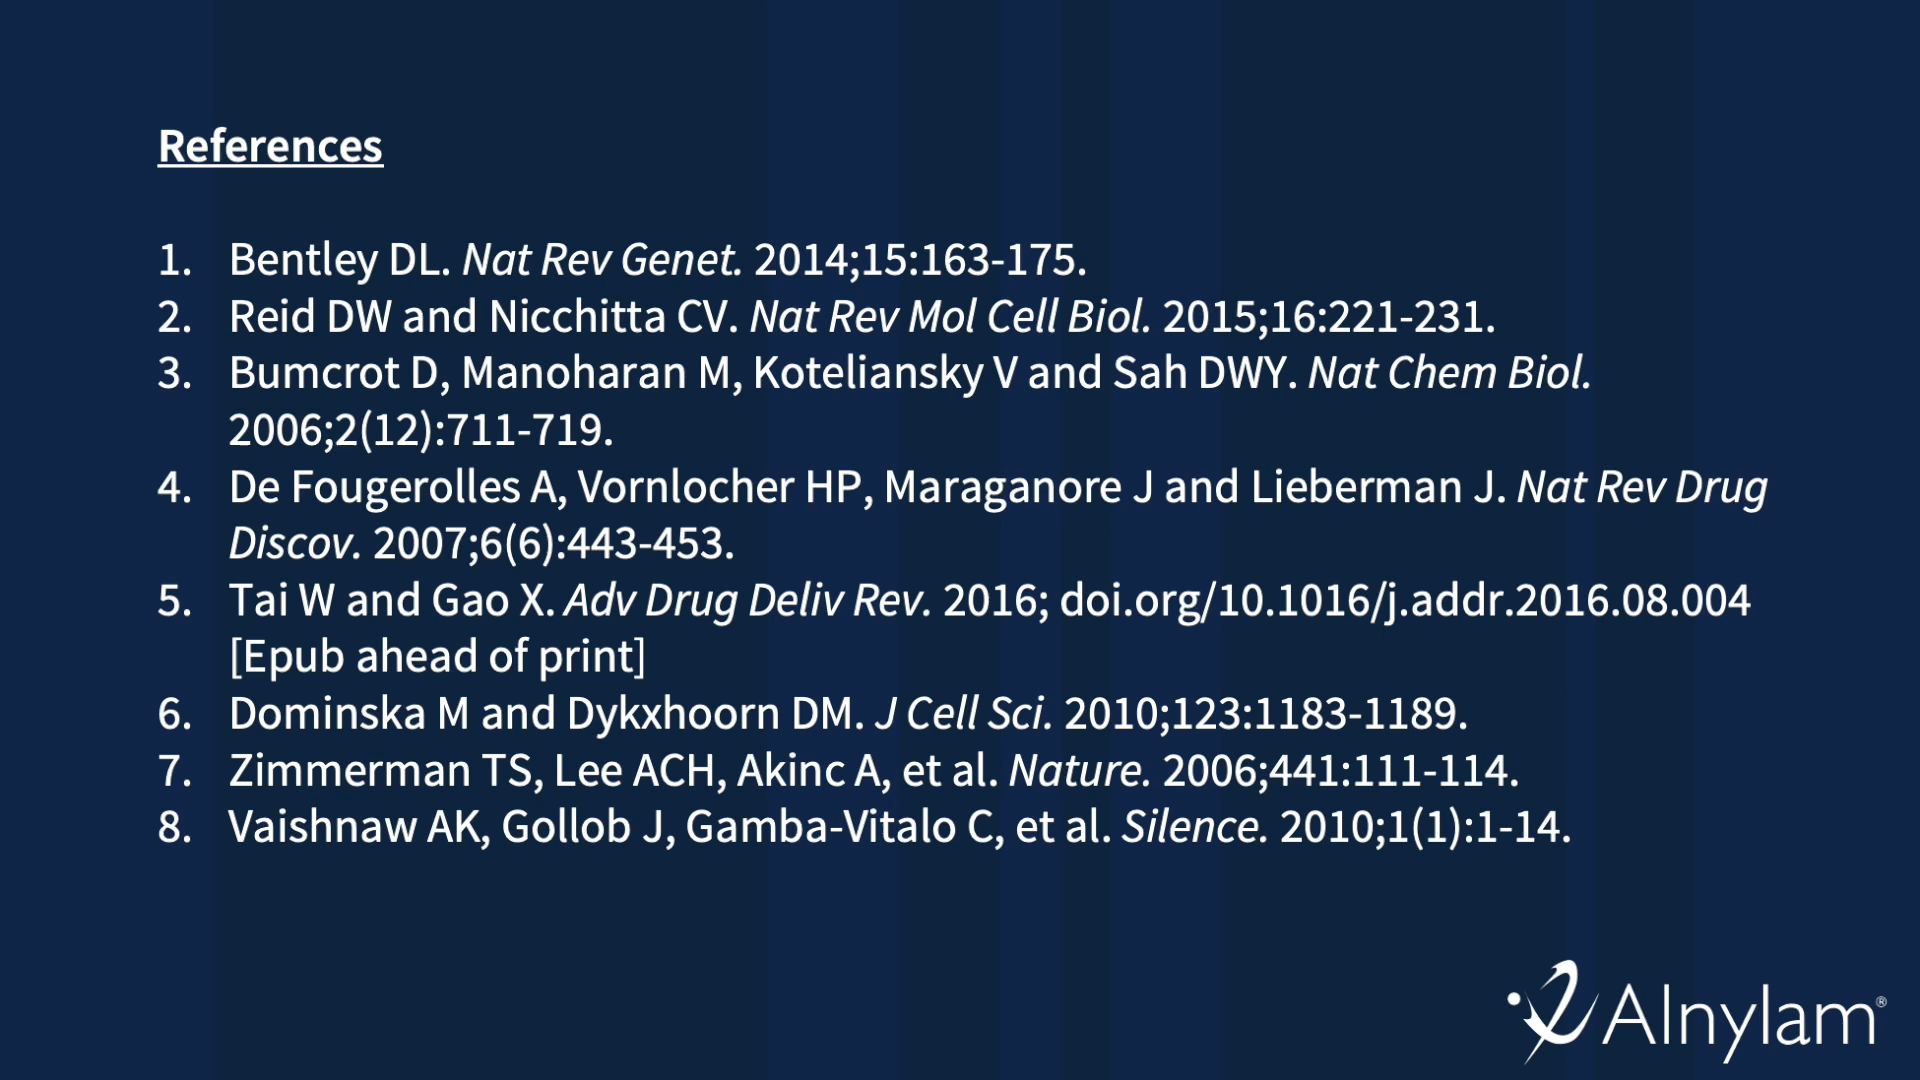 References
1. Bentley DL. Nat Rev Genet. 2014;15:163-175.
2. Reid DW and Nicchitta CV. Nat Rev Mol Cell Biol. 2015;16:221-231.
3. Bumcrot D, Manoharan M, Koteliansky V and Sah DWY. Nat Chem Biol.
2006;2(12):711-719.
4. De Fougerolles A, Vornlocher HP, Maraganore J and Lieberman J. Nat Rev Drug
Discov. 2007;6(6):443-453.
5. Tai W and Gao X. Adv Drug Deliv Rev. 2016; doi.org/10.1016/j.addr.2016.08.004
[Epub ahead of print]
6. Dominska M and Dykxhoorn DM. J Cell Sci. 2010;123:1183-1189.
7. Zimmerman TS, Lee ACH, Akinc A, et al. Nature. 2006;441:111-114.
8. Vaishnaw AK, Gollob J, Gamba-Vitalo C, et al. Silence. 2010;1(1):1-14.
Alnylam®